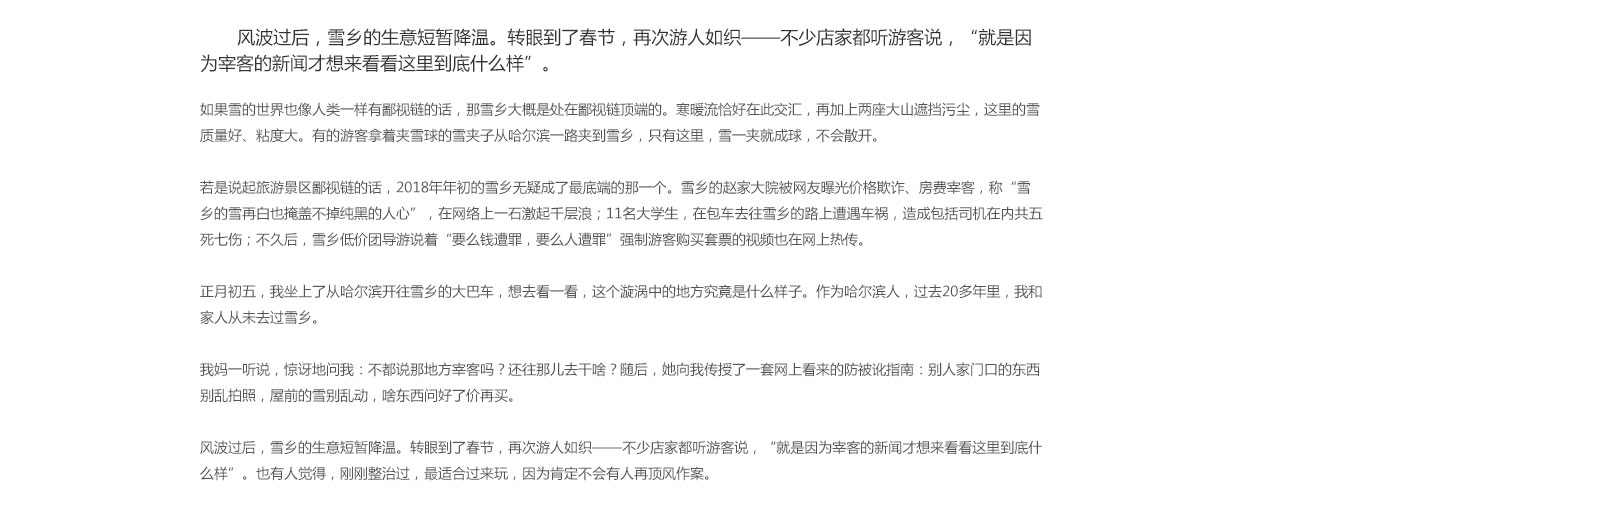 风波过后，雪乡的生意短暂降温。转眼到了春节，再次游人如织——不少店家都听游客说，“就是因
为宰客的新闻才想来看看这里到底什么样”。
如果雪的世界也像人类一样有鄙视链的话，那雪乡大概是处在鄙视链顶端的。寒暖流恰好在此交汇，再加上两座大山遮挡污尘，这里的雪
质量好、粘度大。有的游客拿着夹雪球的雪夹子从哈尔滨一路夹到雪乡，只有这里，雪一夹就成球，不会散开。
若是说起旅游景区鄙视链的话，2018年年初的雪乡无疑成了最底端的那一个。雪乡的赵家大院被网友曝光价格欺诈、房费宰客，称“雪
乡的雪再白也掩盖不掉纯黑的人心”，在网络上一石激起千层浪；11名大学生，在包车去往雪乡的路上遭遇车祸，造成包括司机在内共五
死七伤；不久后，雪乡低价团导游说着“要么钱遭罪，要么人遭罪”强制游客购买套票的视频也在网上热传。
正月初五，我坐上了从哈尔滨开往雪乡的大巴车，想去看一看，这个漩涡中的地方究竟是什么样子。作为哈尔滨人，过去20多年里，我和
家人从未去过雪乡。
我妈一听说，惊讶地问我：不都说那地方宰客吗？还往那儿去干啥？随后，她向我传授了一套网上看来的防被讹指南：别人家门口的东西
别乱拍照，屋前的雪别乱动，啥东西问好了价再买。
风波过后，雪乡的生意短暂降温。转眼到了春节，再次游人如织——不少店家都听游客说，“就是因为宰客的新闻才想来看看这里到底什
么样”。也有人觉得，刚刚整治过，最适合过来玩，因为肯定不会有人再顶风作案。